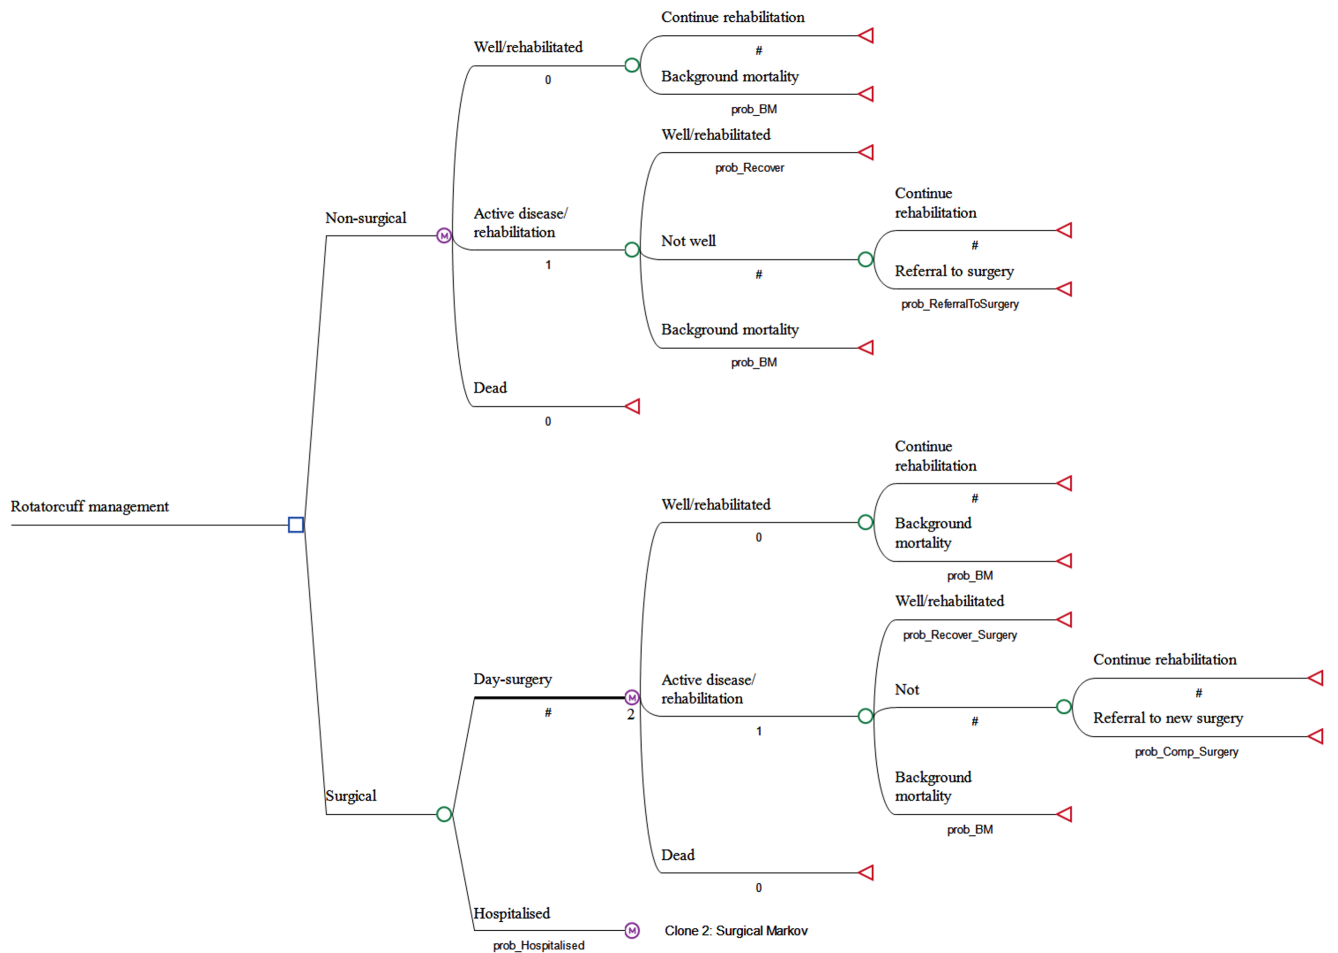 Continue rehabilitation
#
Well/rehabilitated
0
Background mortality
prob_BM
Well/rehabilitated
prob_Recover
Continue
rehabilitation
#
Non-surgical
Active disease/
rehabilitation
1
Not well
#
Referral to surgery
prob_ReferralToSurgery
Background mortality
prob_BM
Dead
0
Rotatorcuff management
Continue
rehabilitation
#
Well/rehabilitated
0
Background
mortality
prob_BM
Well/rehabilitated
prob_Recover_Surgery
Continue rehabilitation
#
Day-surgery
#
2
Active disease/
rehabilitation
1
Not
#
Referral to new surgery
prob_Comp_Surgery
Background
mortality
prob_BM
Surgical
Dead
0
Hospitalised
prob_Hospitalised
Clone 2: Surgical Markov
M
M
M